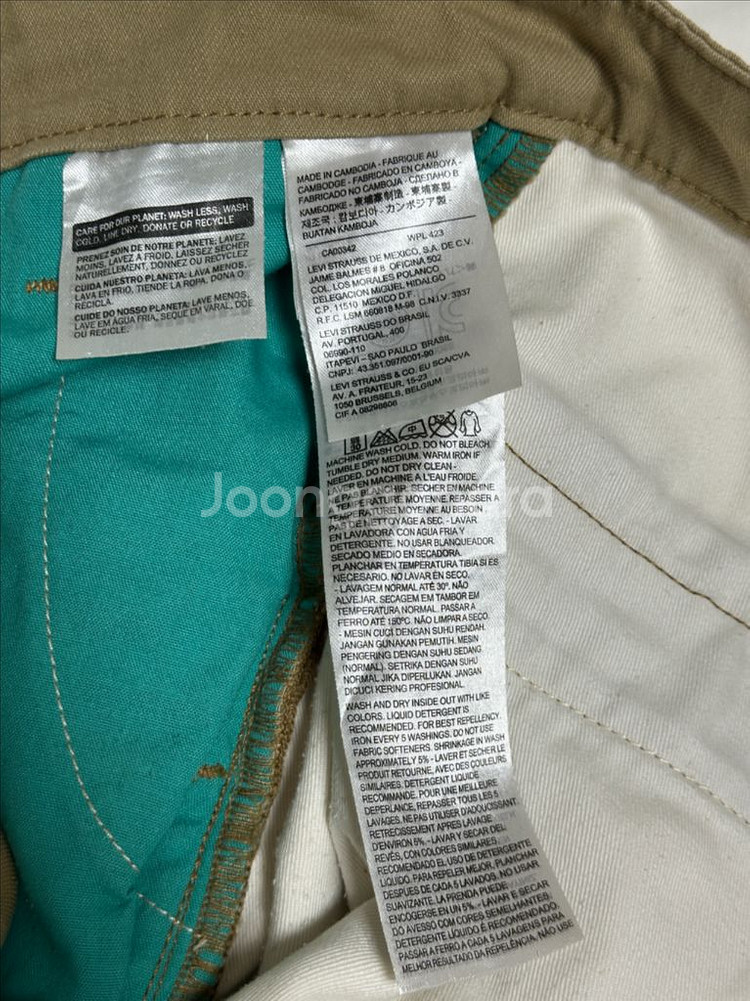 CARE FOR OUR PLANET: WASH LESS, WASH
COLD, LINE DRY, DONATE OR RECYCLE
PRENEZ SOIN DE NOTRE PLANETE: LAVEZ
MOINS, LAVEZ A FROID, LAISSEZ SECHER
NATURELLEMENT, DONNEZ OU RECYCLEZ
CUIDA NUESTRO PLANETA: LAVA MENOS,
LAVA EN FRIO, TIENDE LA ROPA, DONA O
RECICLA.
CUIDE DO NOSSO PLANETA: LAVE MENOS,
LAVE EM ÁGUA FRIA, SEQUE EM VARAL, DOE
OU RECICLE.
MADE IN CAMBODIA - FABRIQUE AU
CAMBODGE - FABRICADO EN CAMBOYA -
FABRICADO NO CAMBOJA - СДЕЛАНО В
КАМБОДЖЕ - 東埔寨制造 - 柬埔寨製 -
제조국: 캄보디아 - カンボジア製 -
BUATAN KAMBOJA
CA00342 WPL 423
LEVI STRAUSS DE MEXICO, S.A. DE C.V.
JAIME BALMES # 8 OFICINA 502
COL. LOS MORALES POLANCO
DELEGACION MIGUEL HIDALGO
C.P. 11510 MEXICO D.F.
R.F.C. LSM 660818 M-98 C.N.I.V. 3337
LEVI STRAUSS DO BRASIL
AV. PORTUGAL, 400
06690-110
ITAPEVI - SAO PAULO BRASIL
CNPJ: 43.351.097/0001-90
LEVI STRAUSS & CO. EU SCA/CVA
AV. A. FRAITEUR, 15-23
1050 BRUSSELS, BELGIUM
CIF A 08298806
MACHINE WASH COLD. DO NOT BLEACH.
TUMBLE DRY MEDIUM. WARM IRON IF
NEEDED. DO NOT DRY CLEAN -
LAVER EN MACHINE A L'EAU FROIDE.
NE PAS BLANCHIR. SECHER EN MACHINE
TEMPERATURE MOYENNE. REPASSER A
TEMPERATURE MOYENNE AU BESOIN
PAS DE NETTOYAGE A SEC. - LAVAR
EN LAVADORA CON AGUA FRIA Y
DETERGENTE. NO USAR BLANQUEADOR.
SECADO MEDIO EN SECADORA.
PLANCHAR EN TEMPERATURA TIBIA SI ES
NECESARIO. NO LAVAR EN SECO.
- LAVAGEM NORMAL ATÉ 30º. NÃO
ALVEJAR. SECAGEM EM TAMBOR EM
TEMPERATURA NORMAL. PASSAR A
FERRO ATÉ 150ºC. NÃO LIMPAR A SECO.
- MESIN CUCI DENGAN SUHU RENDAH.
JANGAN GUNAKAN PEMUTIH. MESIN
PENGERING DENGAN SUHU SEDANG
(NORMAL). SETRIKA DENGAN SUHU
NORMAL JIKA DIPERLUKAN. JANGAN
DICUCI KERING PROFESIONAL.
WASH AND DRY INSIDE OUT WITH LIKE
COLORS. LIQUID DETERGENT IS
RECOMMENDED. FOR BEST REPELLENCY,
IRON EVERY 5 WASHINGS. DO NOT USE
FABRIC SOFTENERS. SHRINKAGE IN WASH
APPROXIMATELY 5% - LAVER ET SECHER LE
PRODUIT RETOURNE, AVEC DES COULEURS
SIMILAIRES. DETERGENT LIQUIDE
RECOMMANDE. POUR UNE MEILLEURE
DEPERLANCE, REPASSER TOUS LES 5
LAVAGES. NE PAS UTILISER D'ADOUCISSANT.
RETRECISSEMENT APRES LAVAGE
D'ENVIRON 5%. - LAVAR Y SECAR DEL
REVÉS, CON COLORES SIMILARES.
RECOMENDADO EL USO DE DETERGENTE
LIQUIDO. PARA REPELER MEJOR, PLANCHAR
DESPUES DE CADA 5 LAVADOS. NO USAR
SUAVIZANTE. LA PRENDA PUEDE
ENCOGERSE EN UN 5%. - LAVAR E SECAR
DO AVESSO COM CORES SEMELHANTES.
DETERGENTE LÍQUIDO É RECOMENDADO.
PASSAR A FERRO A CADA 5 LAVAGENS PARA
MELHOR RESULTADO DA REPELÊNCIA. NÃO USE